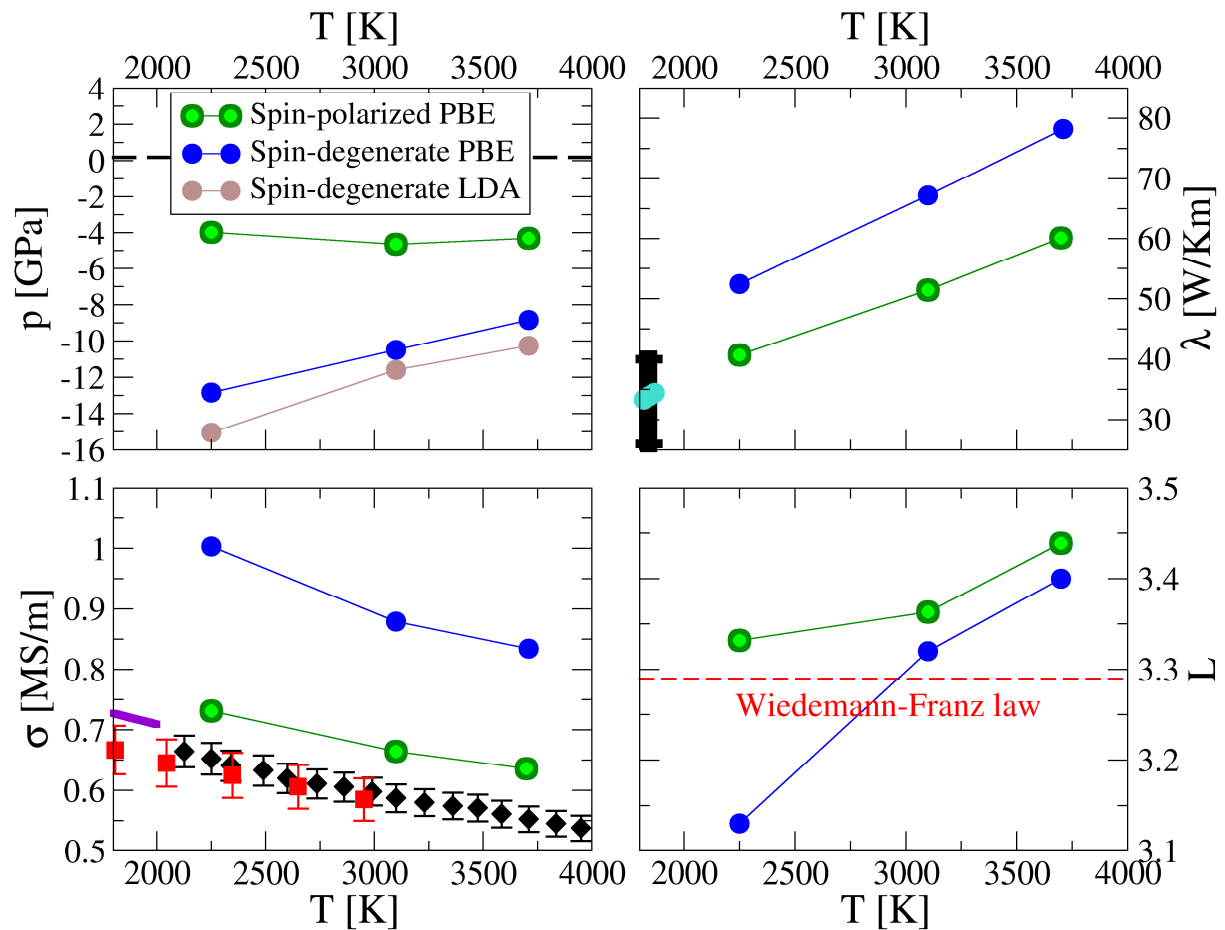 T [K]
T [K]
2000 2500 3000 3500 4000
2000 2500 3000 3500 4000
4
2
0
-2
-4
-6
-8
-10
-12
-14
-16
p [GPa]
Spin-polarized PBE
Spin-degenerate PBE
Spin-degenerate LDA
80
70
60
50
40
30
λ [W/Km]
1.1
1
0.9
0.8
0.7
0.6
0.5
σ [MS/m]
3.5
3.4
3.3
3.2
3.1
L
Wiedemann-Franz law
2000 2500 3000 3500 4000
2000 2500 3000 3500 4000
T [K]
T [K]